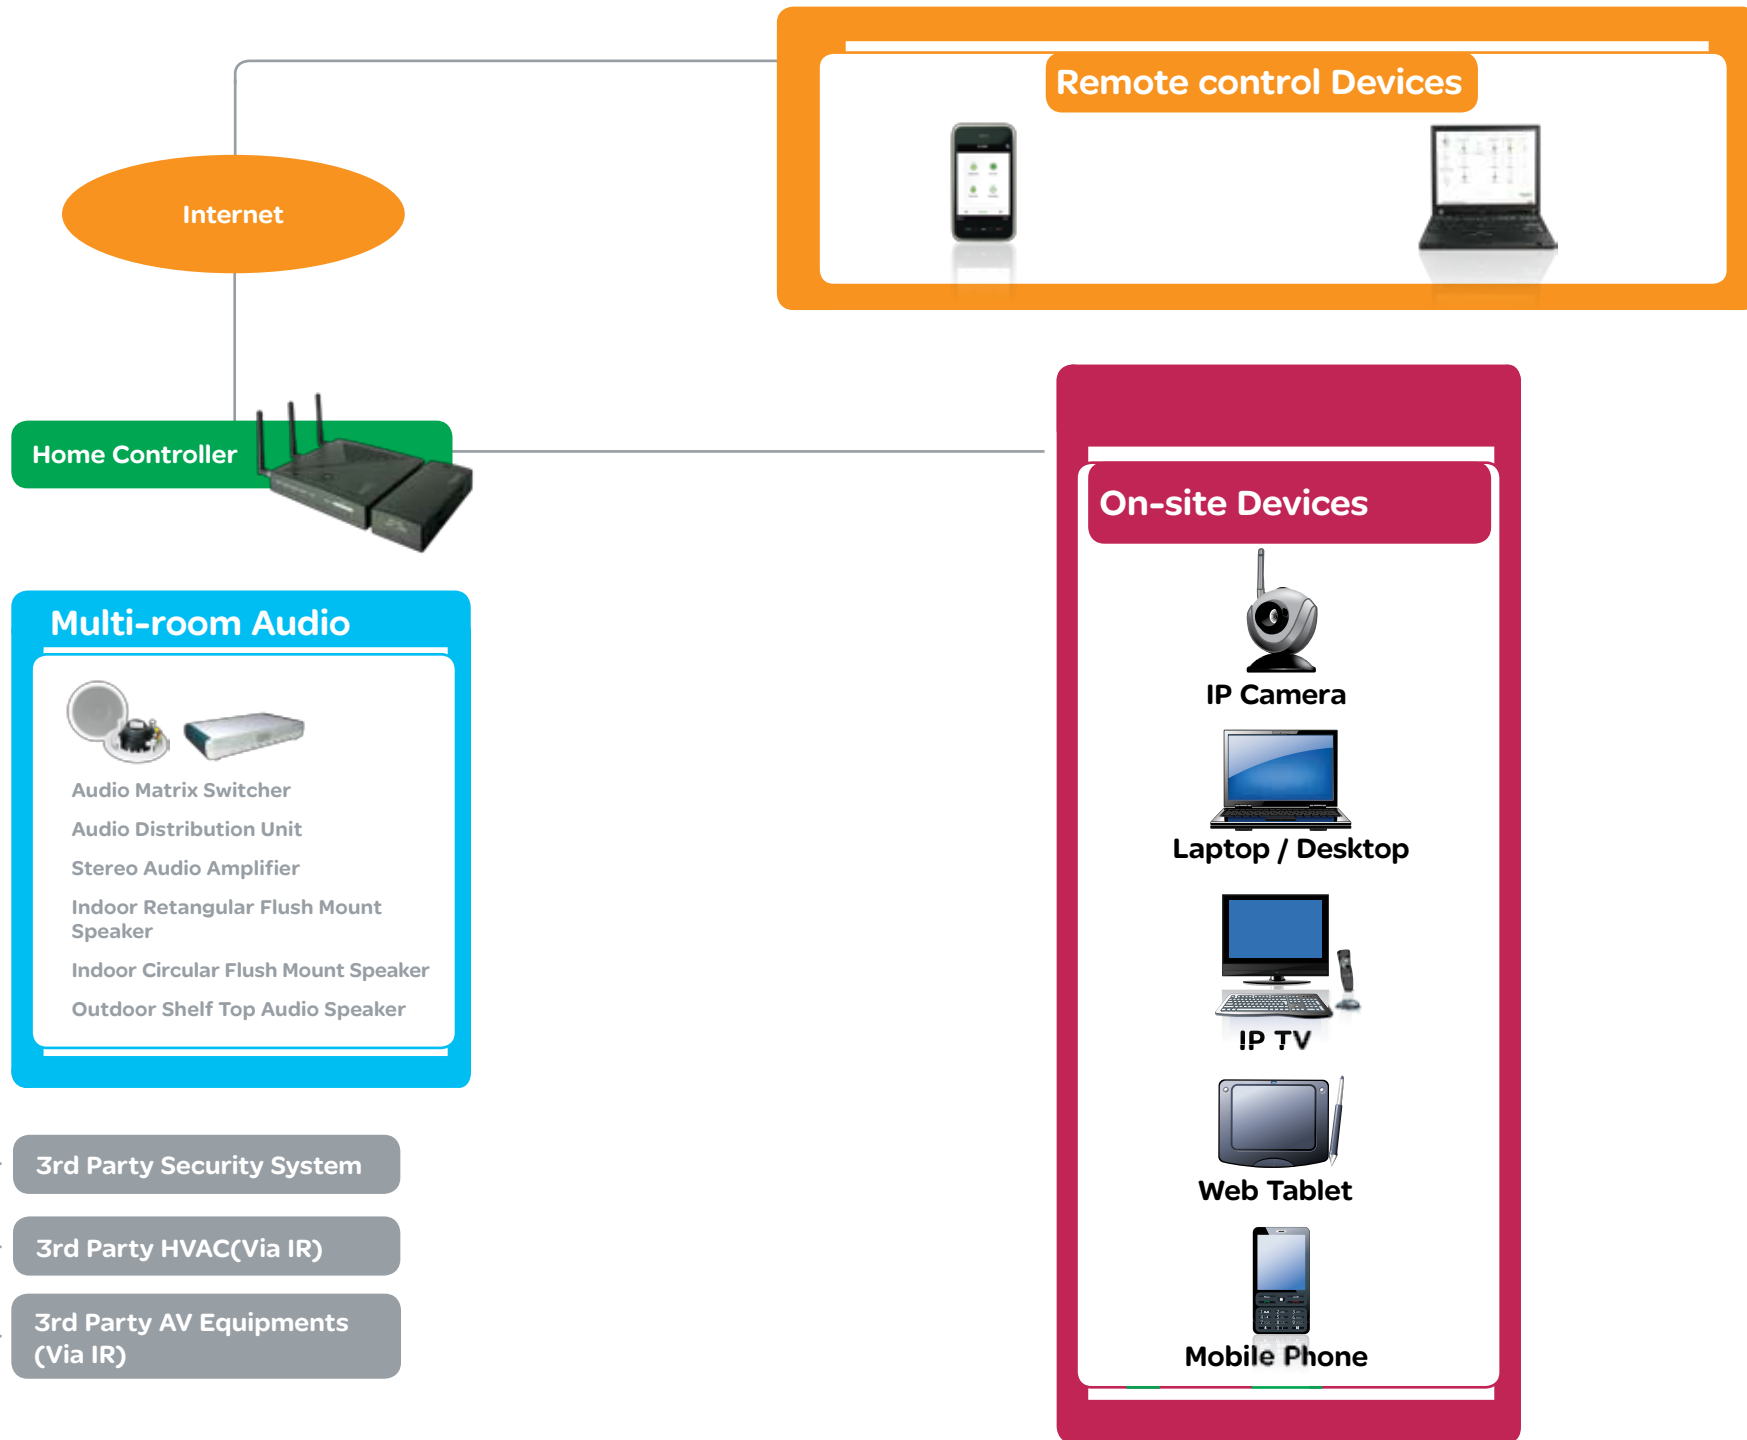 Remote control Devices
Internet
Home Controller
On-site Devices
IP Camera
Laptop / Desktop
IP TV
Web Tablet
Mobile Phone
Multi-room Audio
Audio Matrix Switcher
Audio Distribution Unit
Stereo Audio Amplifier
Indoor Retangular Flush Mount
Speaker
Indoor Circular Flush Mount Speaker
Outdoor Shelf Top Audio Speaker
3rd Party Security System
3rd Party HVAC(Via IR)
3rd Party AV Equipments
(Via IR)